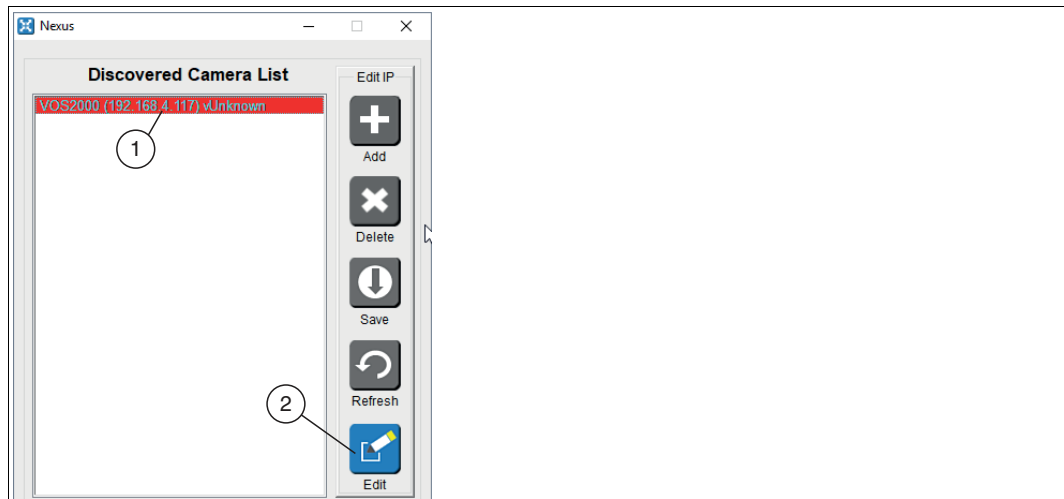 Nexus
Discovered Camera List
Edit IP
VOS2000 (192.168.4.117) vUnknown
1
Add
Delete
Save
Refresh
2
Edit